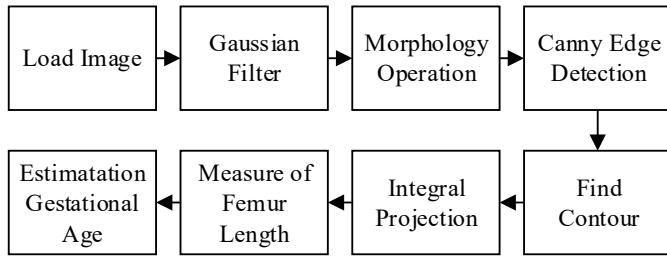 Load Image
Gaussian
Filter
Morphology
Operation
Canny Edge
Detection
Find
Contour
Integral
Projection
Measure of
Femur
Length
Estimatation
Gestational
Age